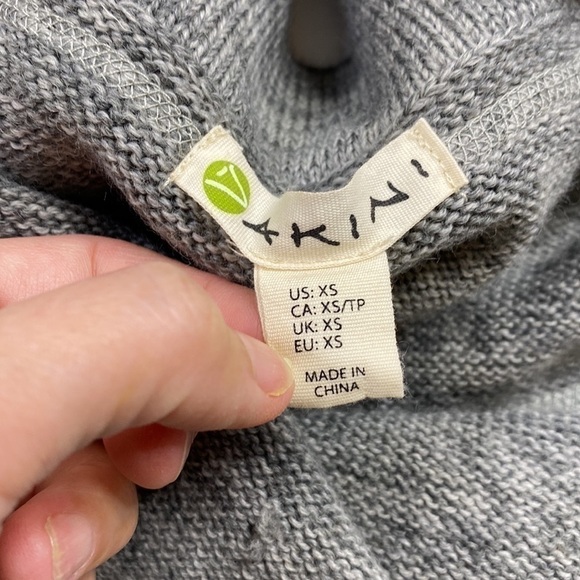 AKINI
US: XS
CA: XS/TP
UK: XS
EU: XS
MADE IN
CHINA